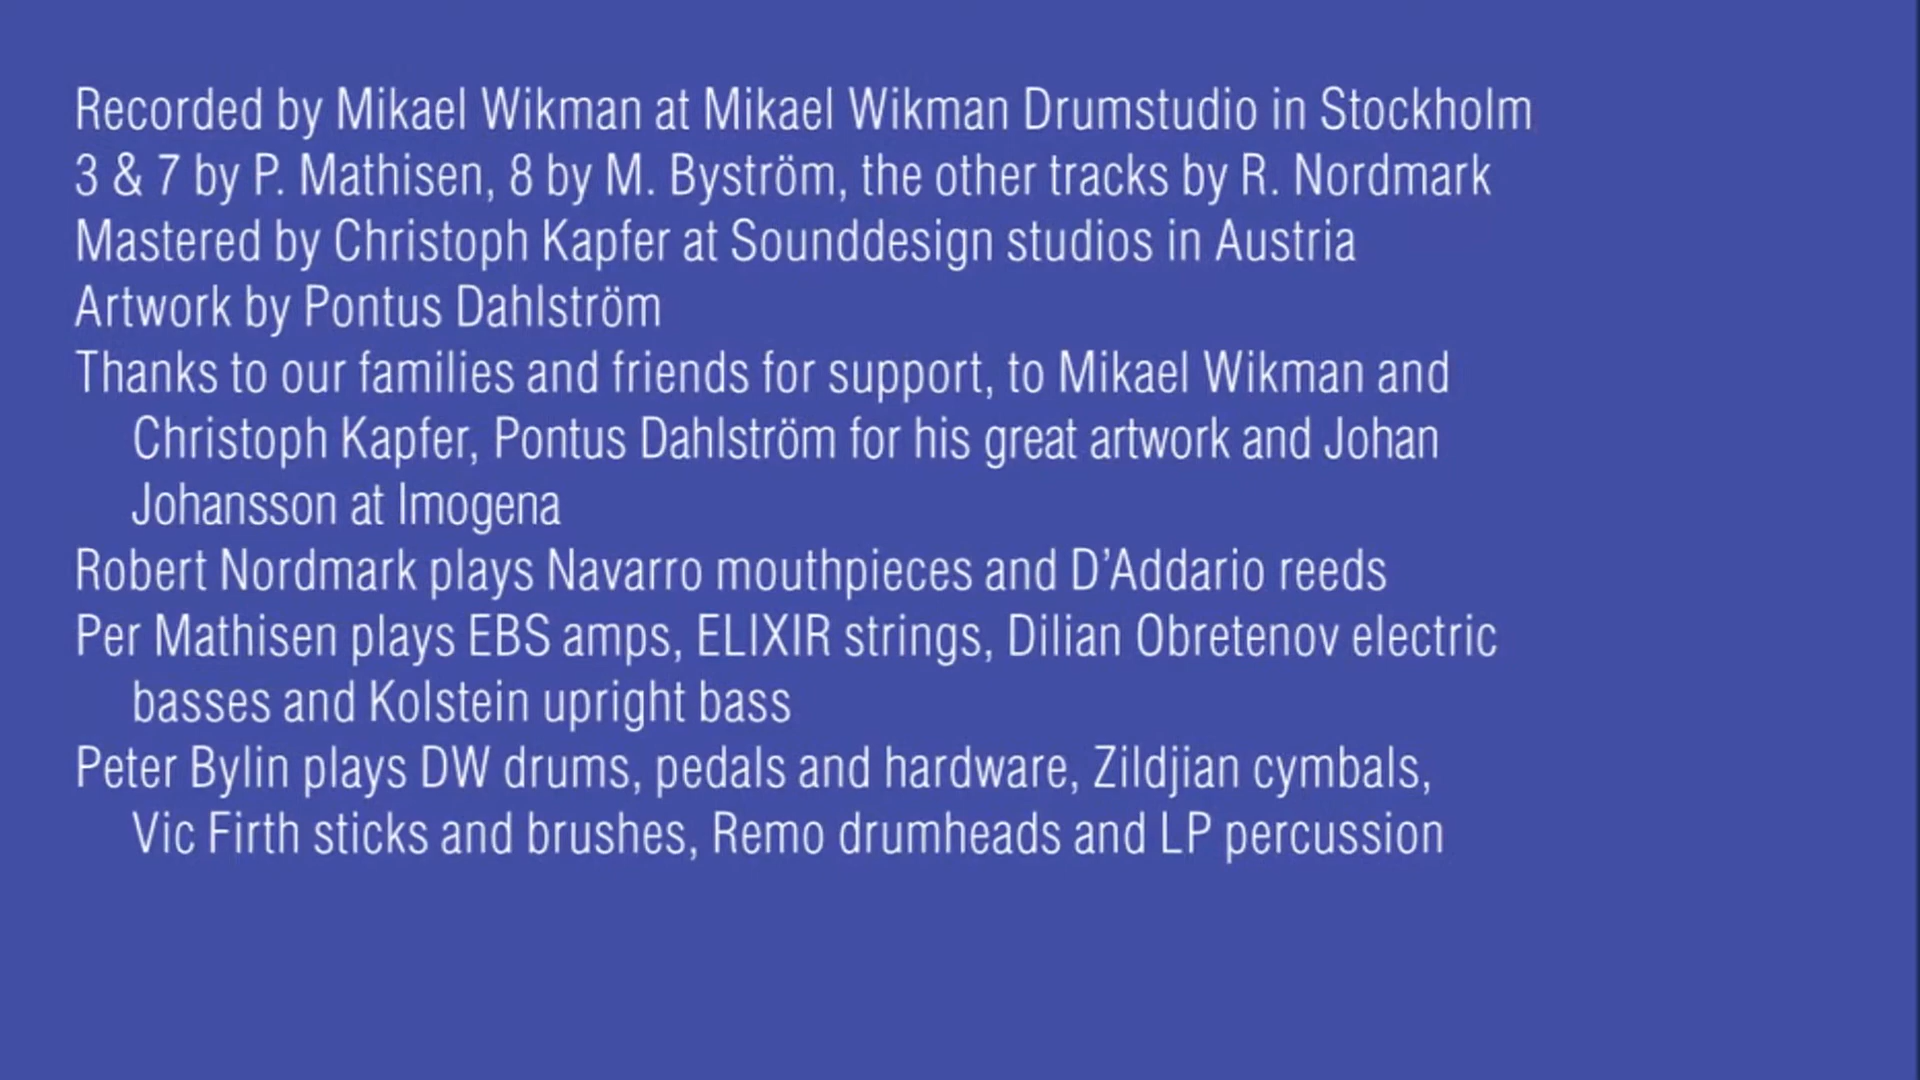 Recorded by Mikael Wikman at Mikael Wikman Drumstudio in Stockholm
3 & 7 by P. Mathisen, 8 by M. Byström, the other tracks by R. Nordmark
Mastered by Christoph Kapfer at Sounddesign studios in Austria
Artwork by Pontus Dahlström
Thanks to our families and friends for support, to Mikael Wikman and
Christoph Kapfer, Pontus Dahlström for his great artwork and Johan
Johansson at Imogena
Robert Nordmark plays Navarro mouthpieces and D’Addario reeds
Per Mathisen plays EBS amps, ELIXIR strings, Dilian Obretenov electric
basses and Kolstein upright bass
Peter Bylin plays DW drums, pedals and hardware, Zildjian cymbals,
Vic Firth sticks and brushes, Remo drumheads and LP percussion